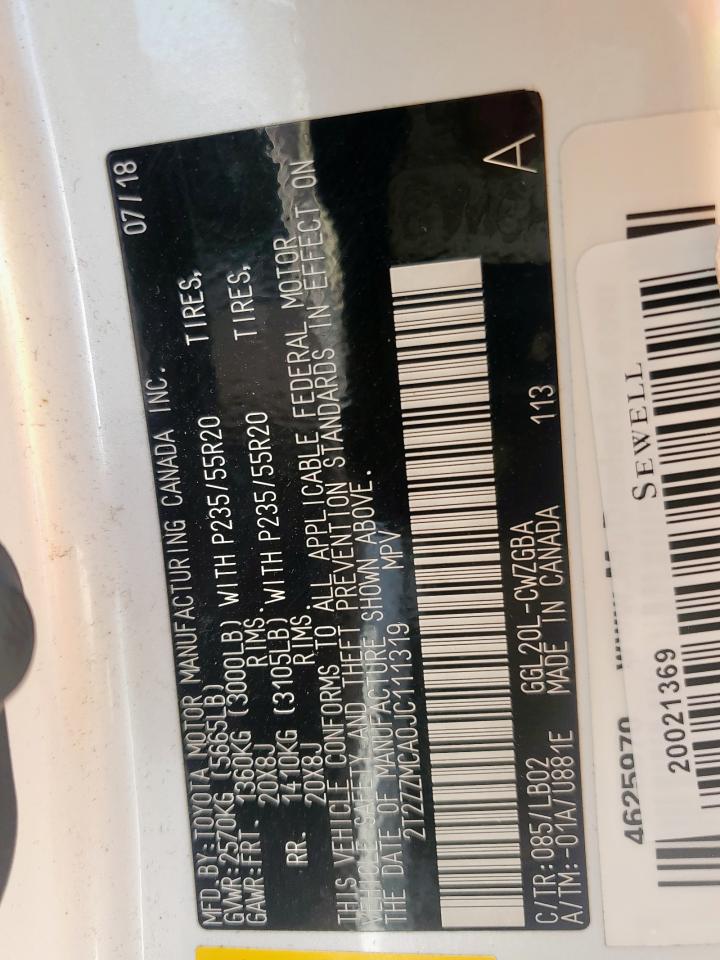 MFD.BY:TOYOTA MOTOR MANUFACTURING CANADA INC. 07/18
GVWR:2570KG (5665LB)
GAWR:FRT. 1360KG (3000LB) WITH P235/55R20 TIRES,
20X8J RIMS.
RR. 1410KG (3105LB) WITH P235/55R20 TIRES,
20X8J RIMS.
THIS VEHICLE CONFORMS TO ALL APPLICABLE FEDERAL MOTOR
VEHICLE SAFETY AND THEFT PREVENTION STANDARDS IN EFFECT ON
THE DATE OF MANUFACTURE SHOWN ABOVE.
2T2ZZMCA0JC111319 MPV
A
C/TR:085/LB02 GGL20L-CWZGBA 113
A/TM:-01A/U881E MADE IN CANADA
SEWELL
4625970
20021369